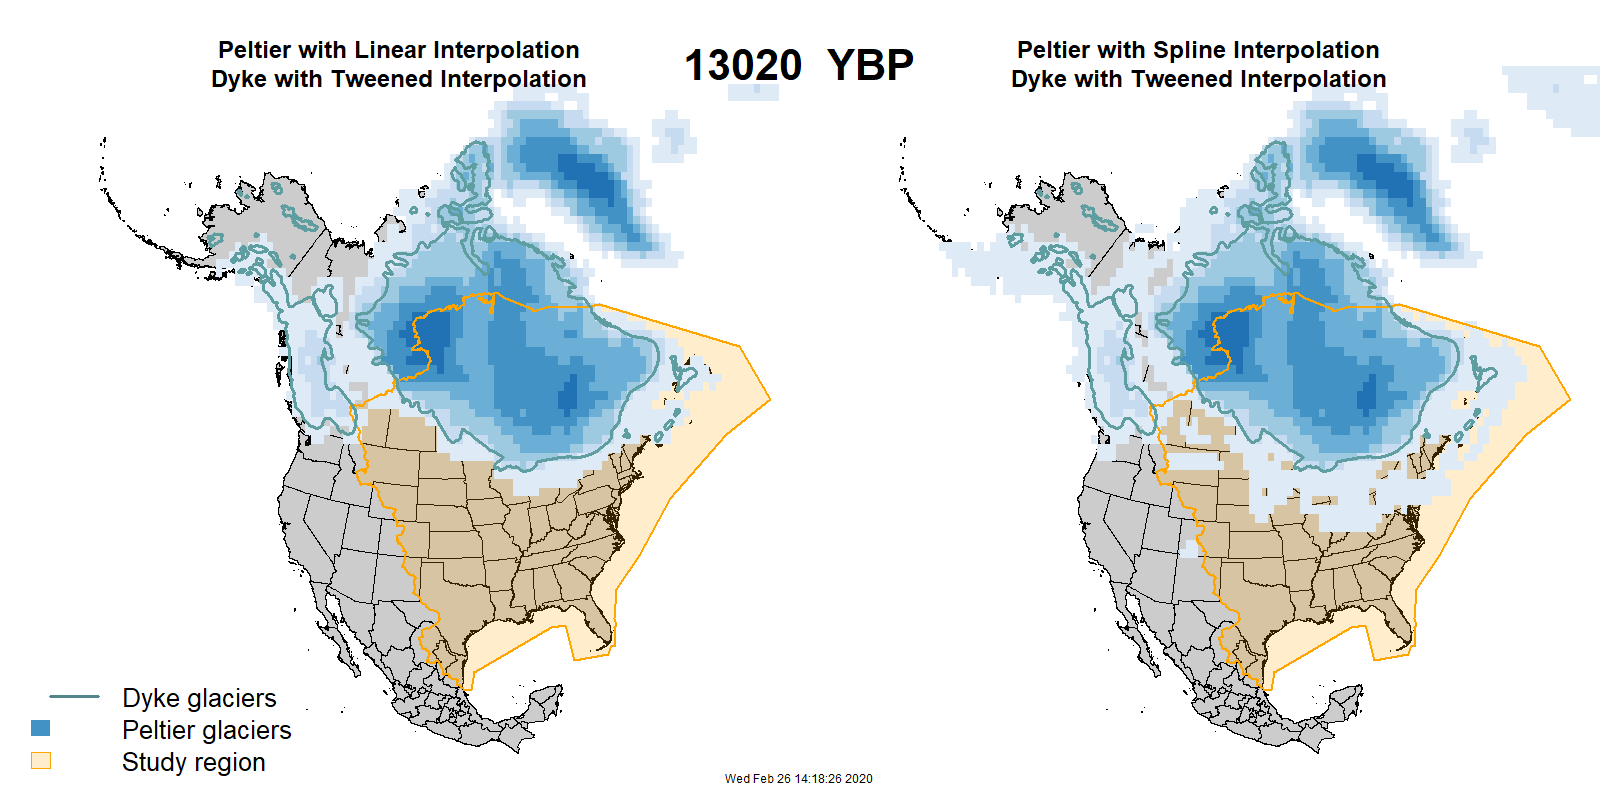 Peltier with Linear Interpolation
Dyke with Tweened Interpolation
13020 YBP
Peltier with Spline Interpolation
Dyke with Tweened Interpolation
Dyke glaciers
Peltier glaciers
Study region
Wed Feb 26 14:18:26 2020